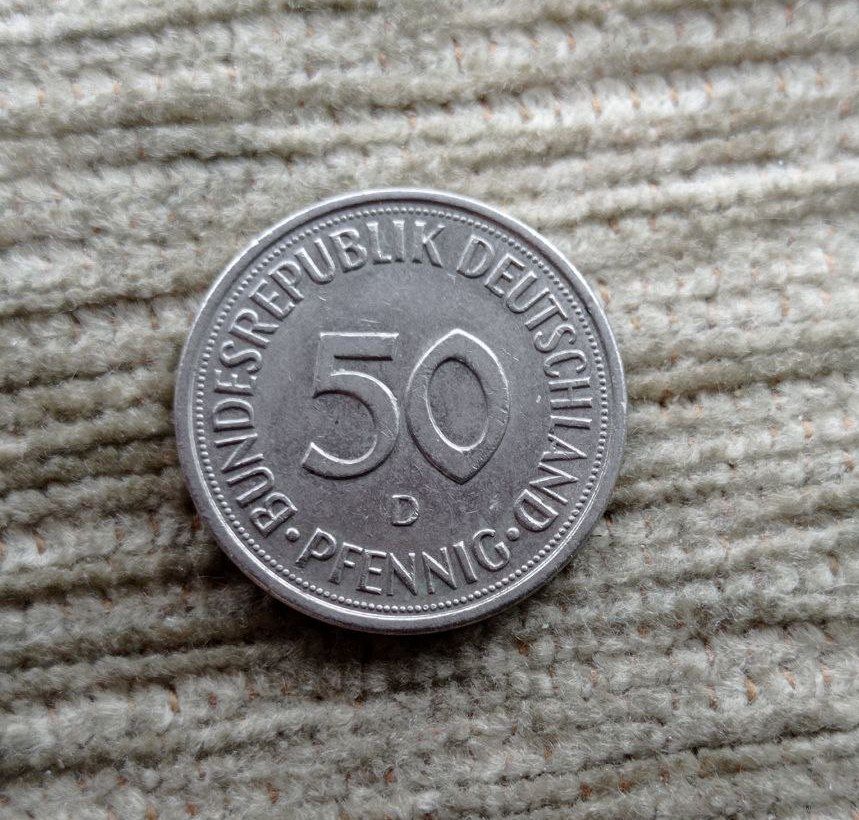 BUNDESREPUBLIK DEUTSCHLAND
50
D
• PFENNIG •